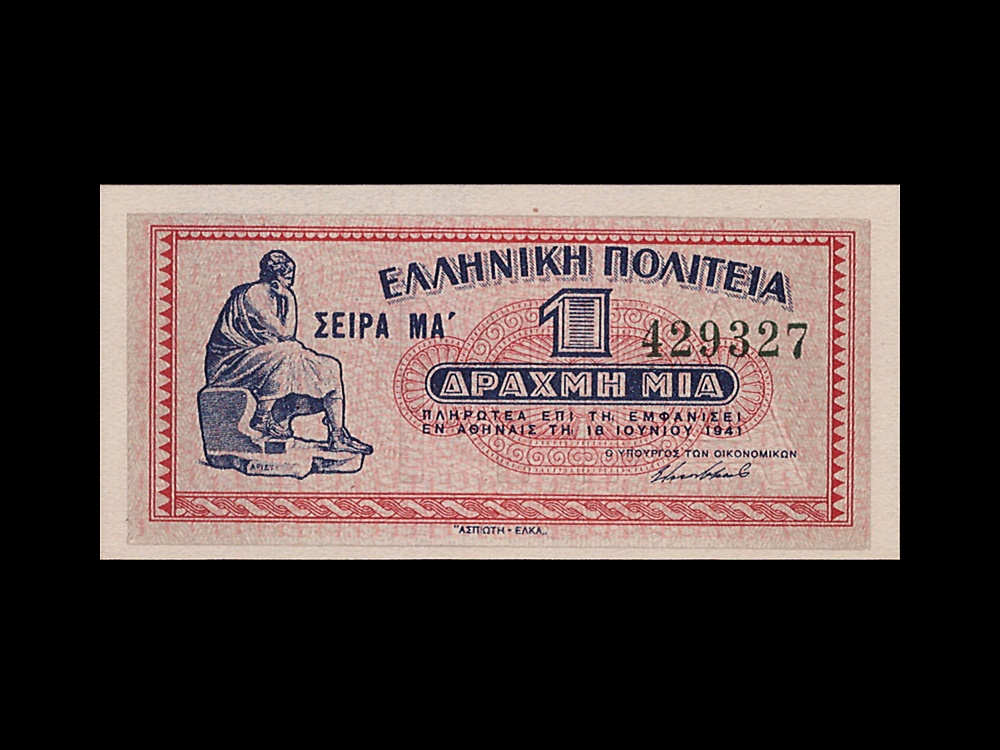 ΕΛΛΗΝΙΚΗ ΠΟΛΙΤΕΙΑ
ΣΕΙΡΑ ΜΑ΄
1
429327
ΔΡΑΧΜΗ ΜΙΑ
ΠΛΗΡΩΤΕΑ ΕΠΙ ΤΗ ΕΜΦΑΝΙΣΕΙ
ΕΝ ΑΘΗΝΑΙΣ ΤΗ 18 ΙΟΥΝΙΟΥ 1941
Ο ΥΠΟΥΡΓΟΣ ΤΩΝ ΟΙΚΟΝΟΜΙΚΩΝ
"ΑΣΠΙΩΤΗ - ΕΛΚΑ„